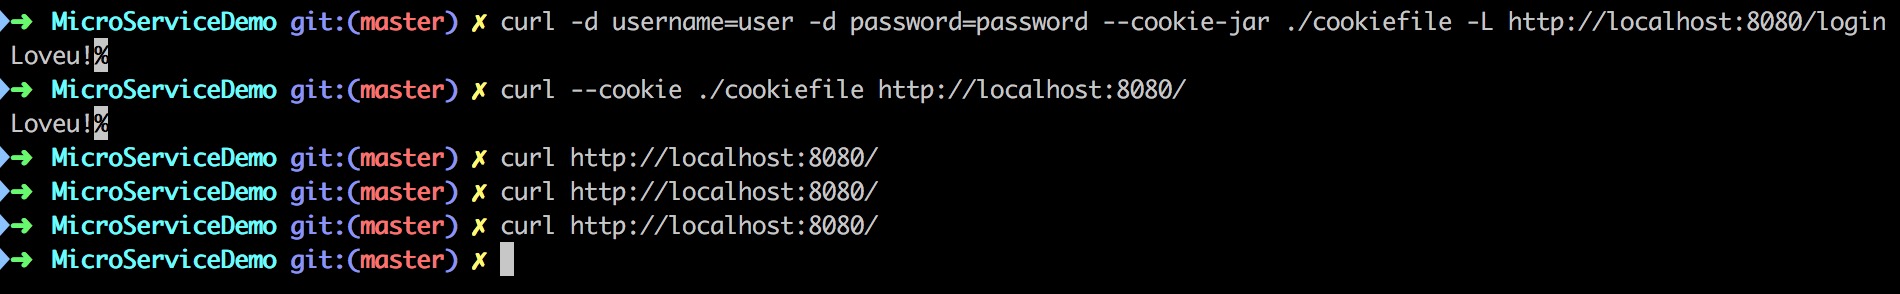 ➜ MicroServiceDemo git:(master) ✗ curl -d username=user -d password=password --cookie-jar ./cookiefile -L http://localhost:8080/login
Loveu!%
➜ MicroServiceDemo git:(master) ✗ curl --cookie ./cookiefile http://localhost:8080/
Loveu!%
➜ MicroServiceDemo git:(master) ✗ curl http://localhost:8080/
➜ MicroServiceDemo git:(master) ✗ curl http://localhost:8080/
➜ MicroServiceDemo git:(master) ✗ curl http://localhost:8080/
➜ MicroServiceDemo git:(master) ✗